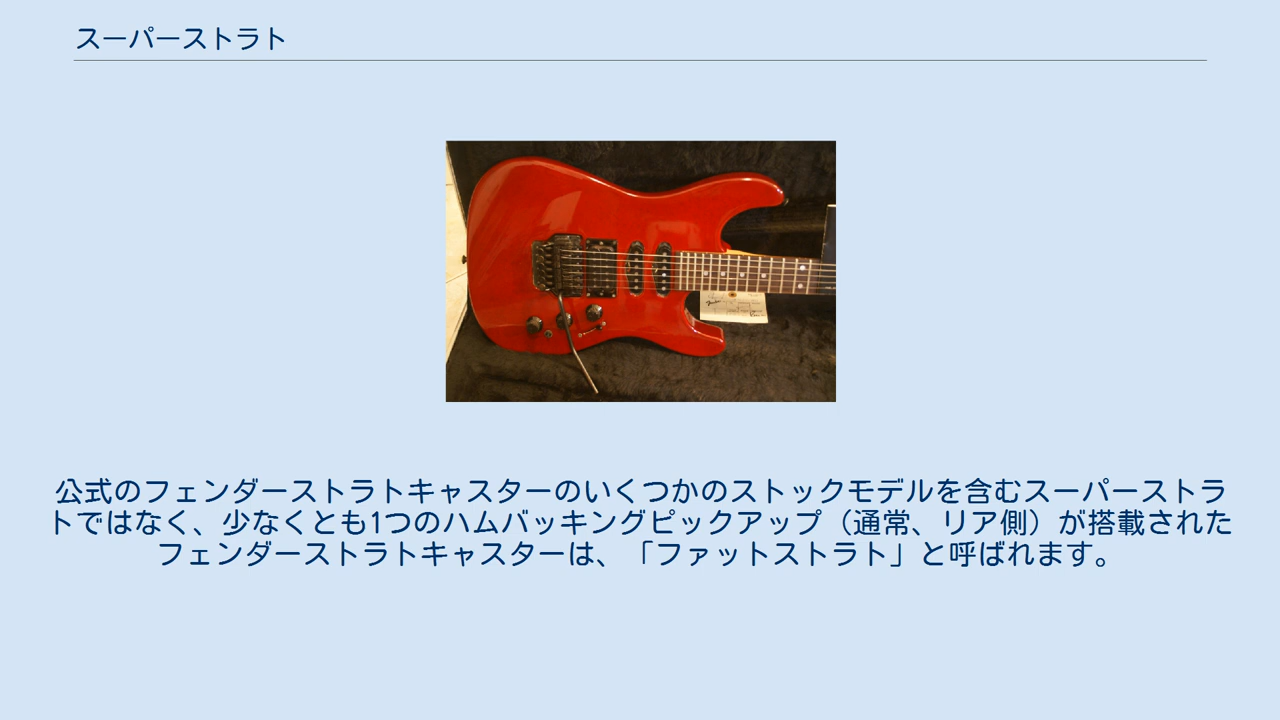 スーパーストラト
公式のフェンダーストラトキャスターのいくつかのストックモデルを含むスーパーストラ
トではなく、少なくとも1つのハムバッキングピックアップ（通常、リア側）が搭載された
フェンダーストラトキャスターは、「ファットストラト」と呼ばれます。